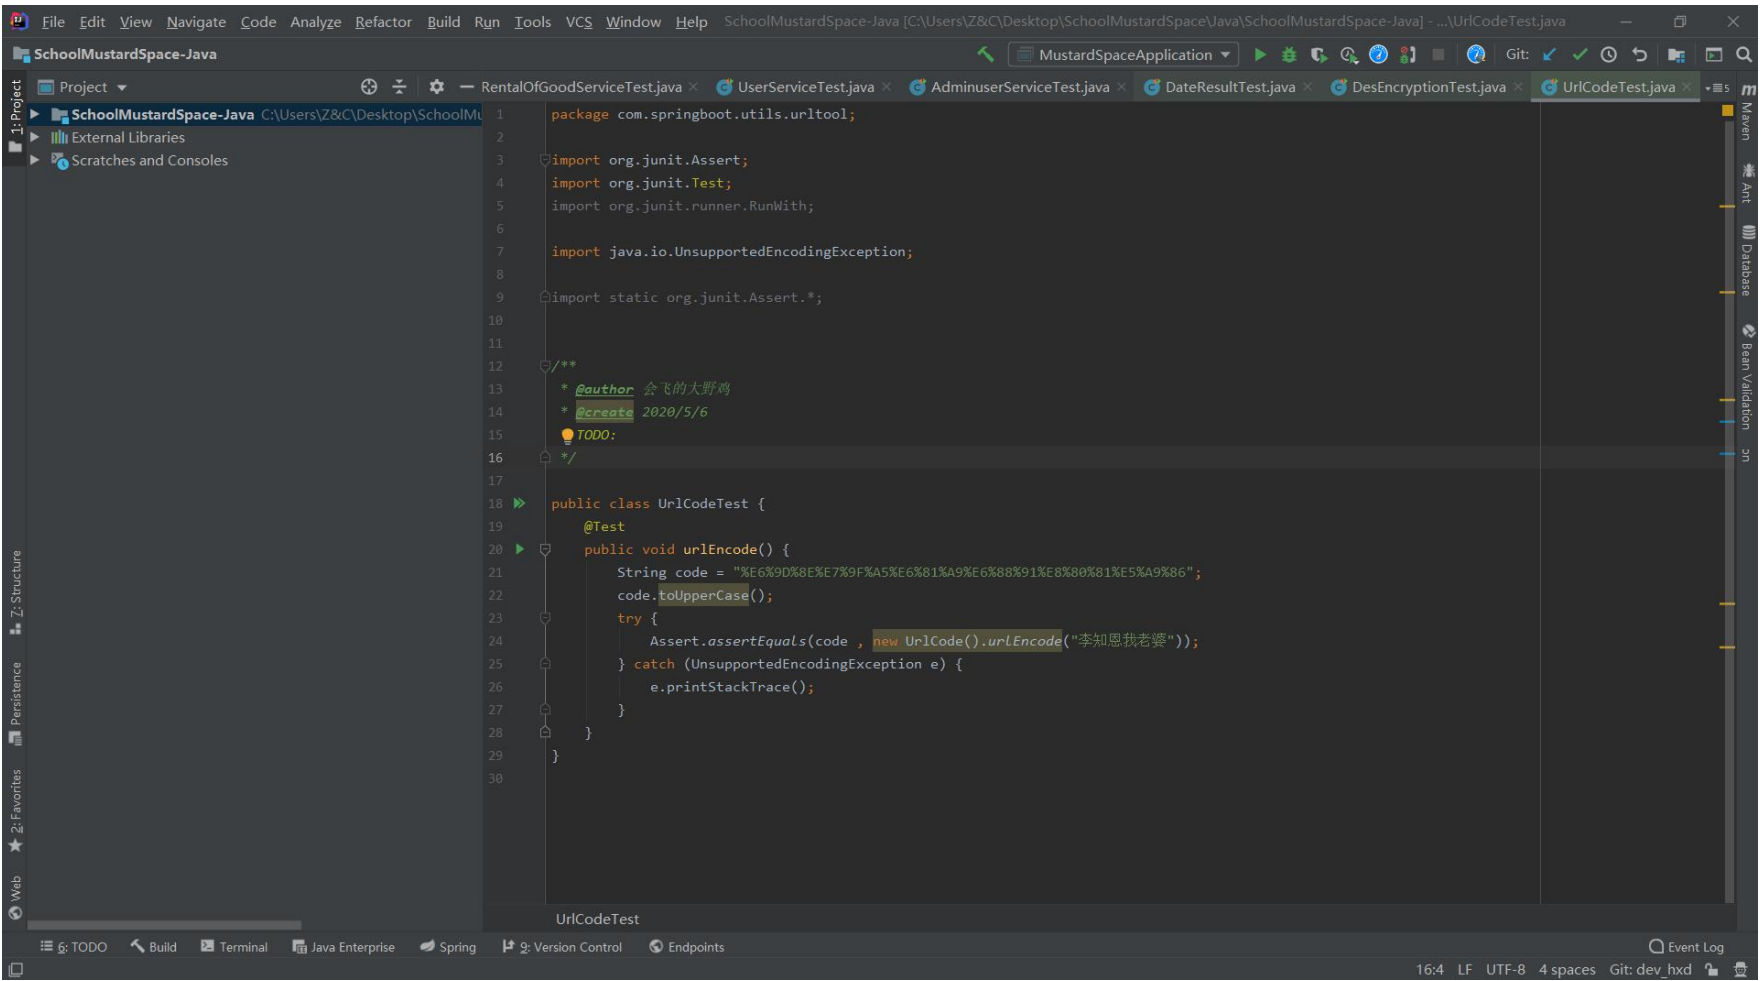 File Edit View Navigate Code Analyze Refactor Build Run Tools VCS Window Help SchoolMustardSpace-Java [C:\Users\Z&C\Desktop\SchoolMustardSpace\Java\SchoolMustardSpace-Java] - ...\UrlCodeTest.java
SchoolMustardSpace-Java MustardSpaceApplication Git:
Project RentalOfGoodServiceTest.java UserServiceTest.java AdminuserServiceTest.java DateResultTest.java DesEncryptionTest.java UrlCodeTest.java 5
SchoolMustardSpace-Java C:\Users\Z&C\Desktop\SchoolMu
External Libraries
Scratches and Consoles
1: Project
Z: Structure
Persistence
2: Favorites
Web
1 package com.springboot.utils.urltool;
2
3 import org.junit.Assert;
4 import org.junit.Test;
5 import org.junit.runner.RunWith;
6
7 import java.io.UnsupportedEncodingException;
8
9 import static org.junit.Assert.*;
10
11
12 /**
13 * @author 会飞的大野鸡
14 * @create 2020/5/6
15 TODO:
16 */
17
18 public class UrlCodeTest {
19 @Test
20 public void urlEncode() {
21 String code = "%E6%9D%8E%E7%9F%A5%E6%81%A9%E6%88%91%E8%80%81%E5%A9%86";
22 code.toUpperCase();
23 try {
24 Assert.assertEquals(code , new UrlCode().urlEncode("李知恩我老婆"));
25 } catch (UnsupportedEncodingException e) {
26 e.printStackTrace();
27 }
28 }
29 }
30
m Maven
Ant
Database
Bean Validation
UrlCodeTest
6: TODO Build Terminal Java Enterprise Spring 9: Version Control Endpoints Event Log
16:4 LF UTF-8 4 spaces Git: dev_hxd